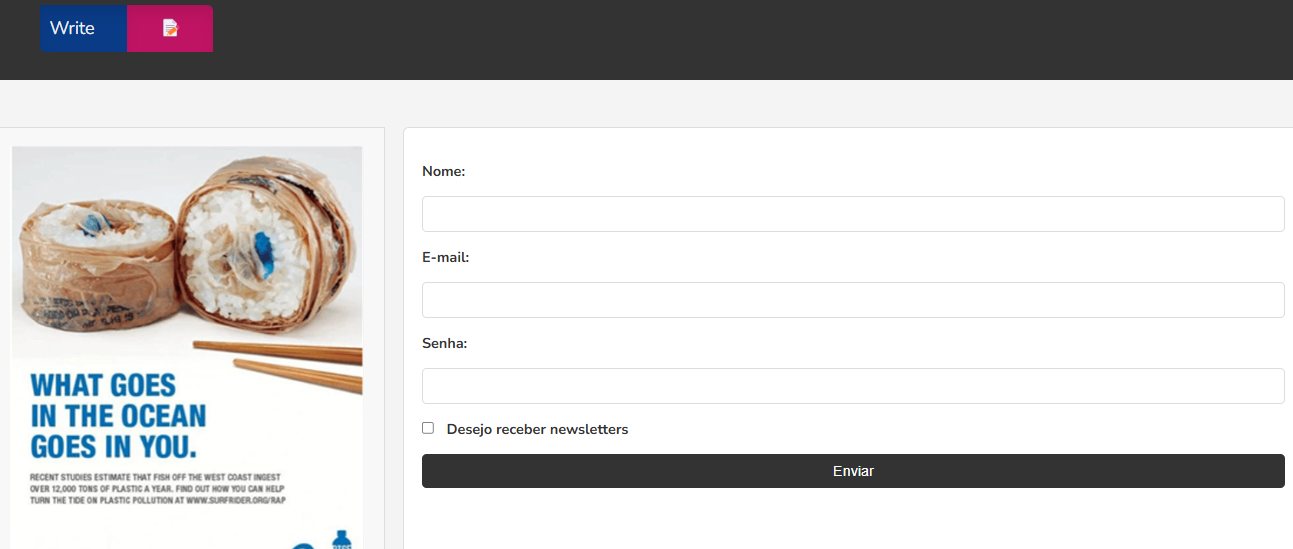 Write
WHAT GOES
IN THE OCEAN
GOES IN YOU.
RECENT STUDIES ESTIMATE THAT FISH OFF THE WEST COAST INGEST
OVER 12,000 TONS OF PLASTIC A YEAR. FIND OUT HOW YOU CAN HELP
TURN THE TIDE ON PLASTIC POLLUTION AT WWW.SURFRIDER.ORG/RAP
Nome:
E-mail:
Senha:
Desejo receber newsletters
Enviar